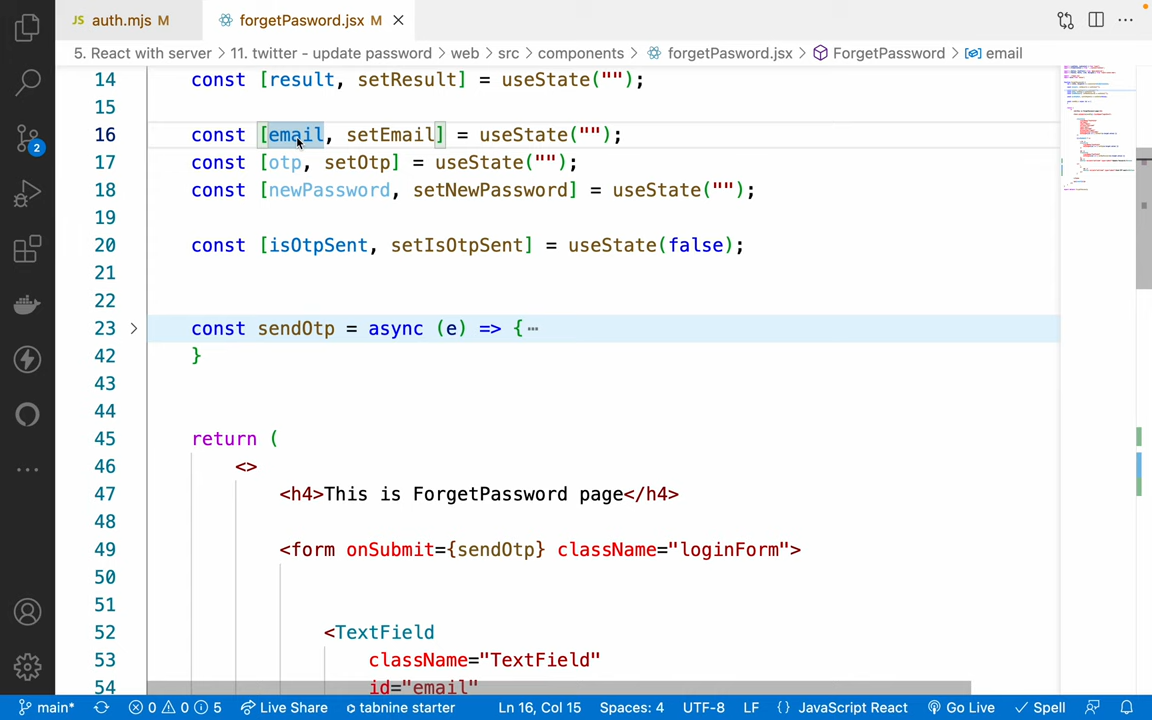 JS auth.mjs M
forgetPasword.jsx M
5. React with server > 11. twitter - update password > web > src > components > forgetPasword.jsx > ForgetPassword > email
14 const [result, setResult] = useState("");
15
16 const [email, setEmail] = useState("");
17 const [otp, setOtp] = useState("");
18 const [newPassword, setNewPassword] = useState("");
19
20 const [isOtpSent, setIsOtpSent] = useState(false);
21
22
23 const sendOtp = async (e) => { ⋯
42 }
43
44
45 return (
46 <>
47 <h4>This is ForgetPassword page</h4>
48
49 <form onSubmit={sendOtp} className="loginForm">
50
51
52 <TextField
53 className="TextField"
54 id="email"
2
main* 0 0 5 Live Share tabnine starter Ln 16, Col 15 Spaces: 4 UTF-8 LF {} JavaScript React Go Live Spell